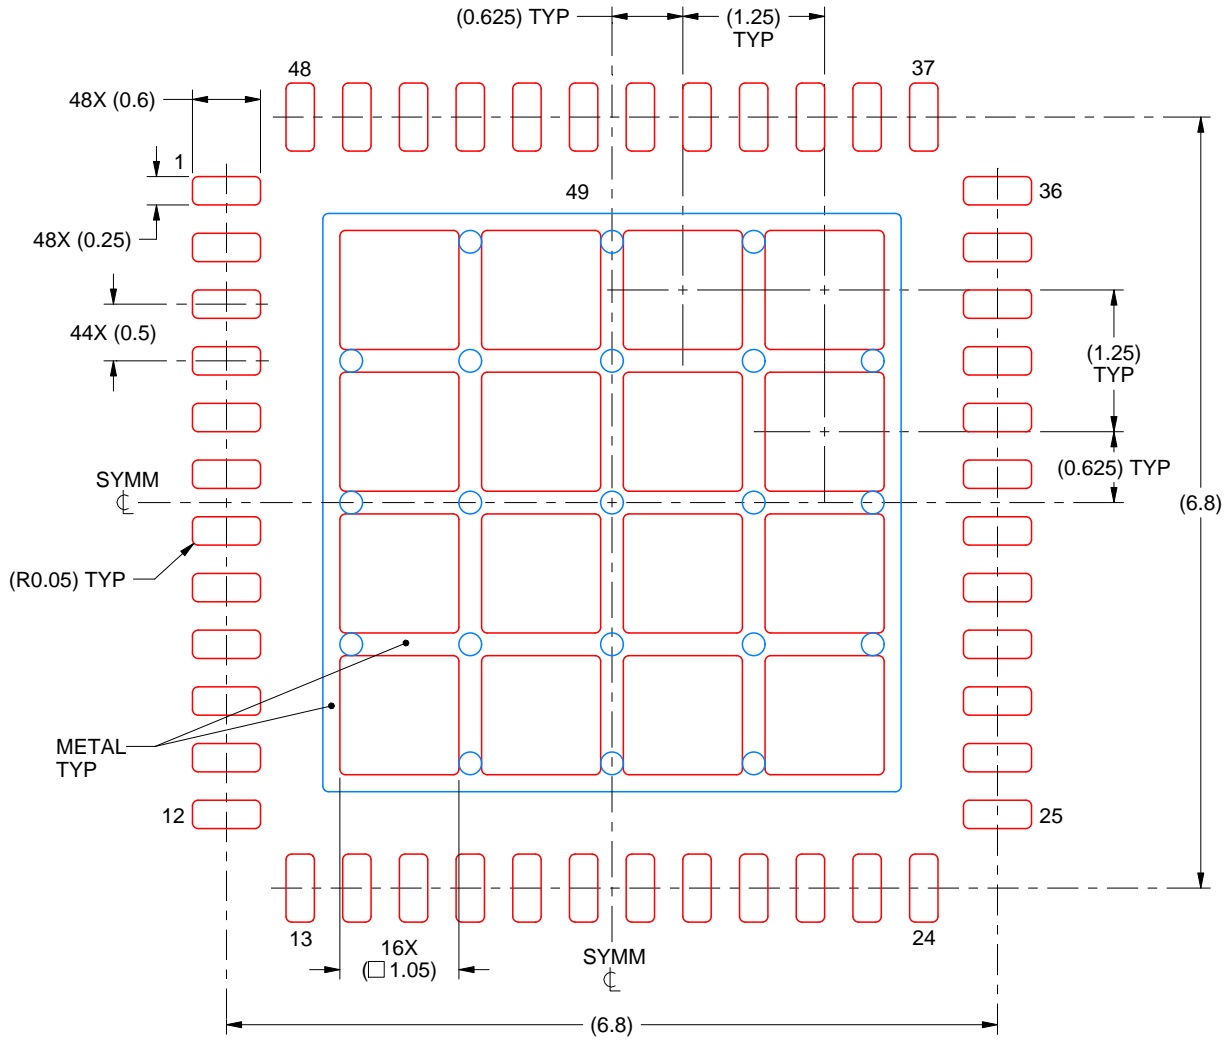 (0.625) TYP
(1.25)
TYP
48
37
48X (0.6)
1
49
36
48X (0.25)
44X (0.5)
(1.25)
TYP
SYMM
(0.625) TYP
℄
(6.8)
(R0.05) TYP
METAL
TYP
12
25
13
16X
(□ 1.05)
SYMM
℄
24
(6.8)